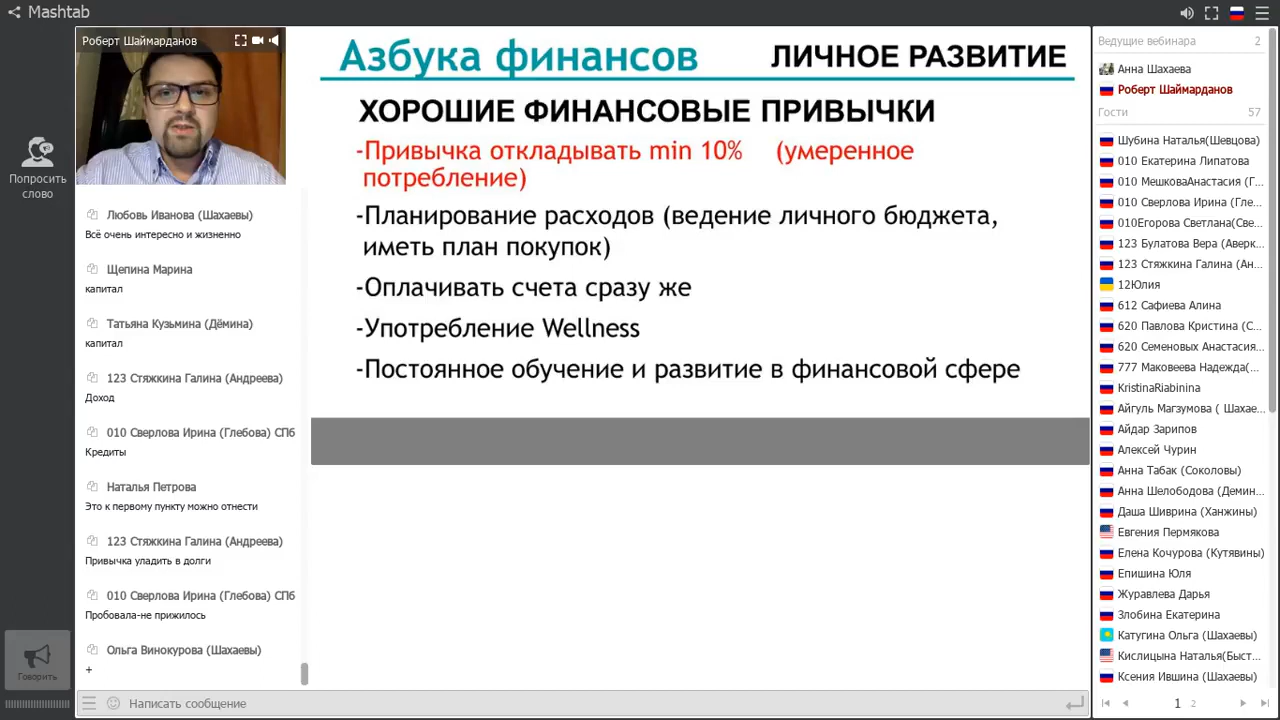 Mashtab
Попросить
слово
Говорить
Роберт Шаймарданов
Любовь Иванова (Шахаевы)
Всё очень интересно и жизненно
Щепина Марина
капитал
Татьяна Кузьмина (Дёмина)
капитал
123 Стяжкина Галина (Андреева)
Доход
010 Сверлова Ирина (Глебова) СПб
Кредиты
Наталья Петрова
Это к первому пункту можно отнести
123 Стяжкина Галина (Андреева)
Привычка уладить в долги
010 Сверлова Ирина (Глебова) СПб
Пробовала-не прижилось
Ольга Винокурова (Шахаевы)
+
Написать сообщение
Азбука финансов
ЛИЧНОЕ РАЗВИТИЕ
ХОРОШИЕ ФИНАНСОВЫЕ ПРИВЫЧКИ
-Привычка откладывать min 10% (умеренное
потребление)
-Планирование расходов (ведение личного бюджета,
иметь план покупок)
-Оплачивать счета сразу же
-Употребление Wellness
-Постоянное обучение и развитие в финансовой сфере
Ведущие вебинара 2
Анна Шахаева
Роберт Шаймарданов
Гости 57
Шубина Наталья(Шевцова)
010 Екатерина Липатова
010 МешковаАнастасия (Г...
010 Сверлова Ирина (Гле...
010Егорова Светлана(Све...
123 Булатова Вера (Аверк...
123 Стяжкина Галина (Ан...
12Юлия
612 Сафиева Алина
620 Павлова Кристина (С...
620 Семеновых Анастасия...
777 Маковеева Надежда(...
KristinaRiabinina
Айгуль Магзумова ( Шахае...
Айдар Зарипов
Алексей Чурин
Анна Табак (Соколовы)
Анна Шелободова (Демин...
Даша Шиврина (Ханжины)
Евгения Пермякова
Елена Кочурова (Кутявины)
Епишина Юля
Журавлева Дарья
Злобина Екатерина
Катугина Ольга (Шахаевы)
Кислицына Наталья(Быст...
Ксения Ившина (Шахаевы)
1 2